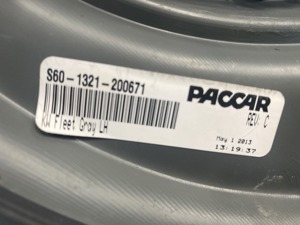 S60-1321-200671
PACCAR
REV: C
KW Fleet Gray LH
May 1 2013
13:19:37